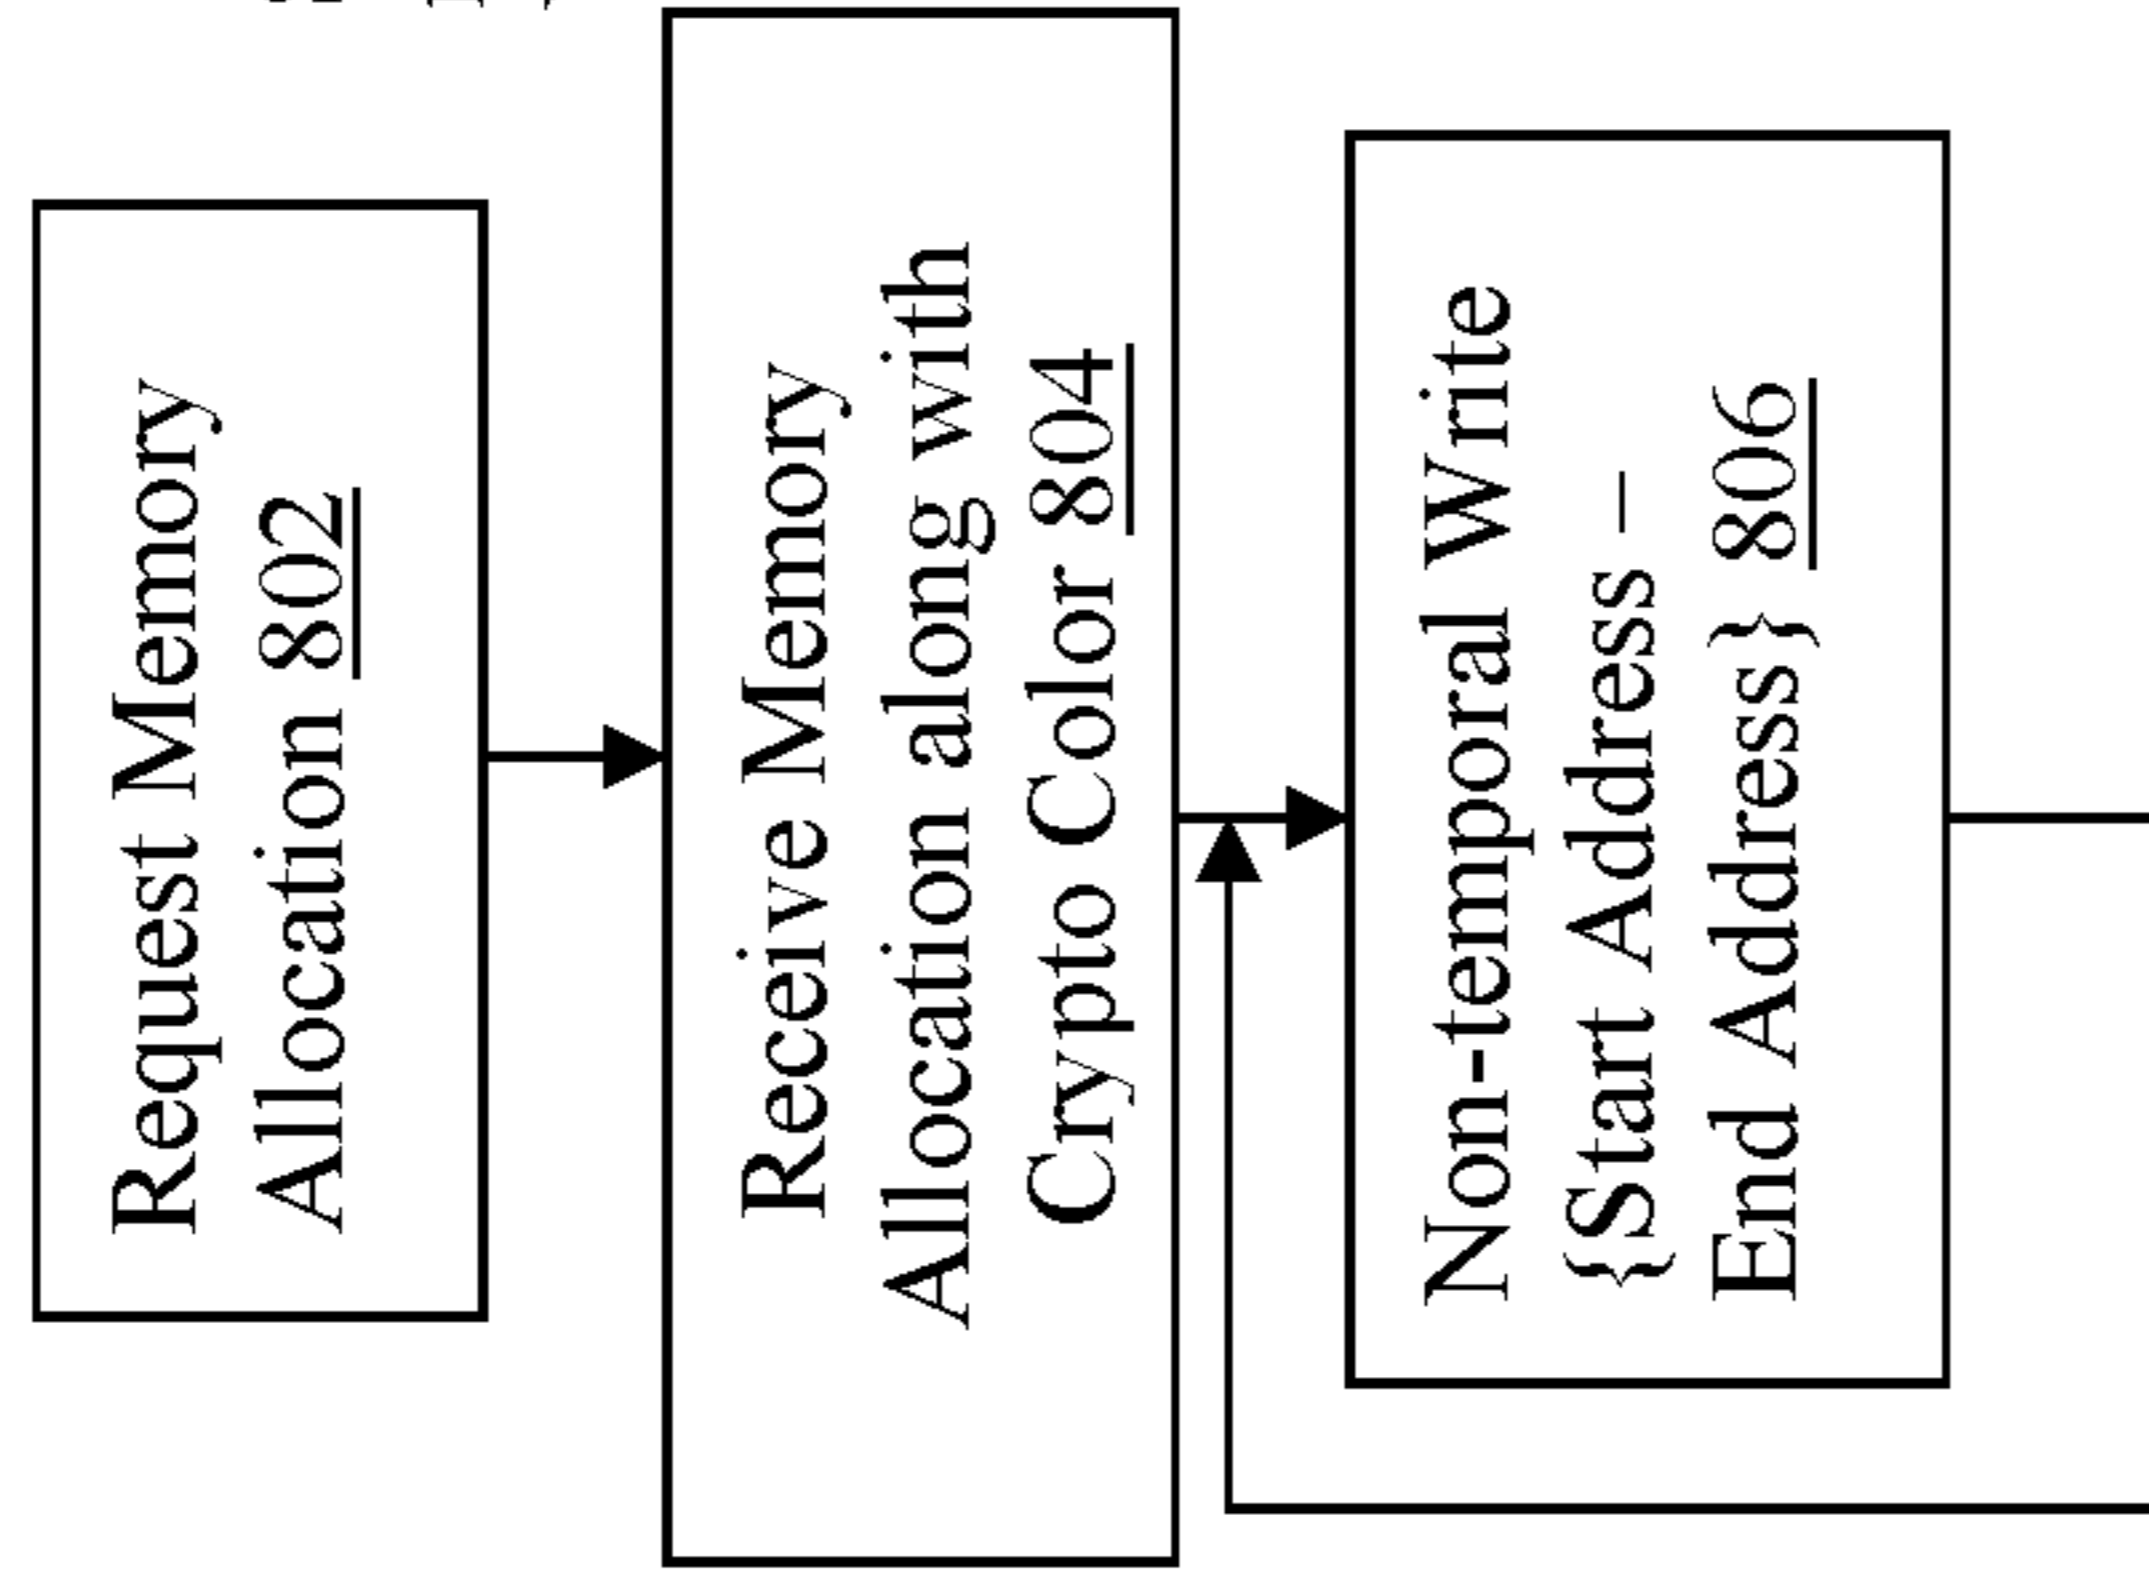 Request Memory
Allocation 802
Receive Memory
Allocation along with
Crypto Color 804
Non-temporal Write
{Start Address –
End Address} 806